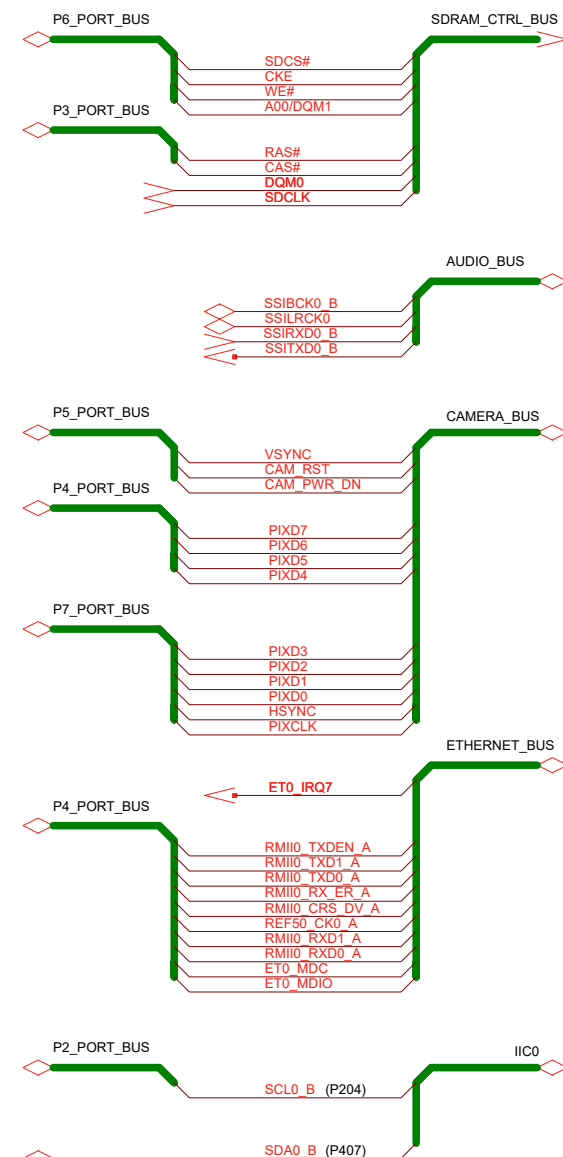 P6_PORT_BUS SDRAM_CTRL_BUS
SDCS#
CKE
WE#
A00/DQM1
P3_PORT_BUS
RAS#
CAS#
DQM0
SDCLK
AUDIO_BUS
SSIBCK0_B
SSILRCK0
SSIRXD0_B
SSITXD0_B
P5_PORT_BUS CAMERA_BUS
VSYNC
CAM_RST
CAM_PWR_DN
P4_PORT_BUS
PIXD7
PIXD6
PIXD5
PIXD4
P7_PORT_BUS
PIXD3
PIXD2
PIXD1
PIXD0
HSYNC
PIXCLK
ETHERNET_BUS
ET0_IRQ7
P4_PORT_BUS
RMII0_TXDEN_A
RMII0_TXD1_A
RMII0_TXD0_A
RMII0_RX_ER_A
RMII0_CRS_DV_A
REF50_CK0_A
RMII0_RXD1_A
RMII0_RXD0_A
ET0_MDC
ET0_MDIO
P2_PORT_BUS IIC0
SCL0_B (P204)
SDA0_B (P407)